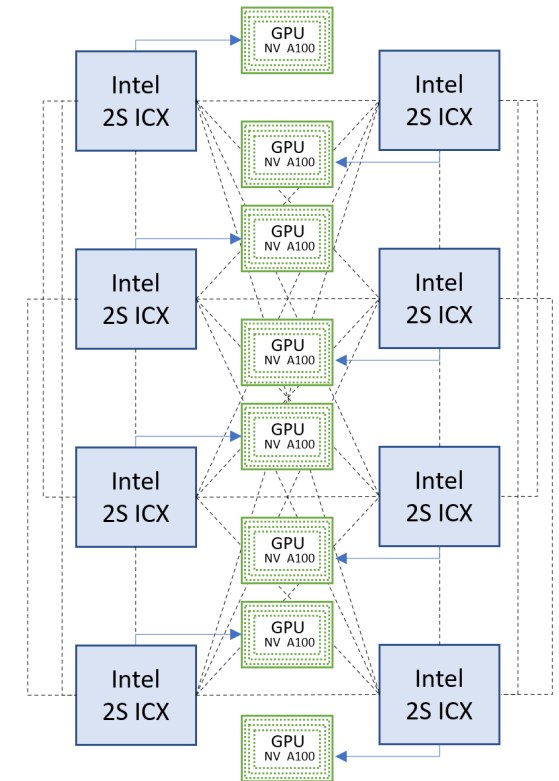 GPU
NV A100
Intel
2S ICX
Intel
2S ICX
GPU
NV A100
GPU
NV A100
Intel
2S ICX
Intel
2S ICX
GPU
NV A100
GPU
NV A100
Intel
2S ICX
Intel
2S ICX
GPU
NV A100
GPU
NV A100
Intel
2S ICX
Intel
2S ICX
GPU
NV A100